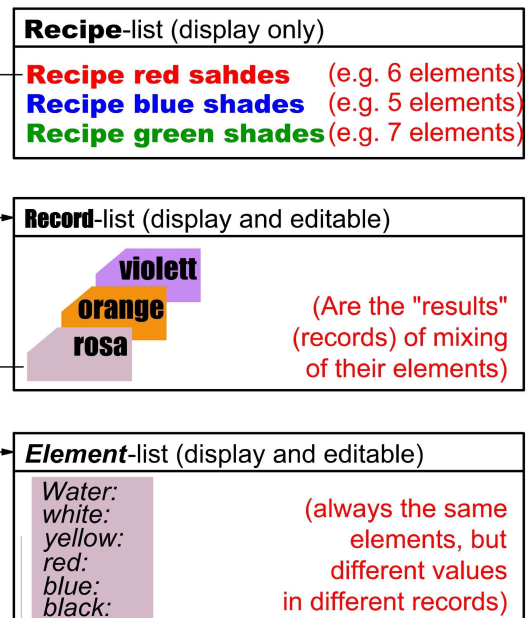 Recipe-list (display only)
Recipe red sahdes (e.g. 6 elements)
Recipe blue shades (e.g. 5 elements)
Recipe green shades (e.g. 7 elements)
Record-list (display and editable)
violett
orange
rosa
(Are the "results"
(records) of mixing
of their elements)
Element-list (display and editable)
Water:
white:
yellow:
red:
blue:
black:
(always the same
elements, but
different values
in different records)